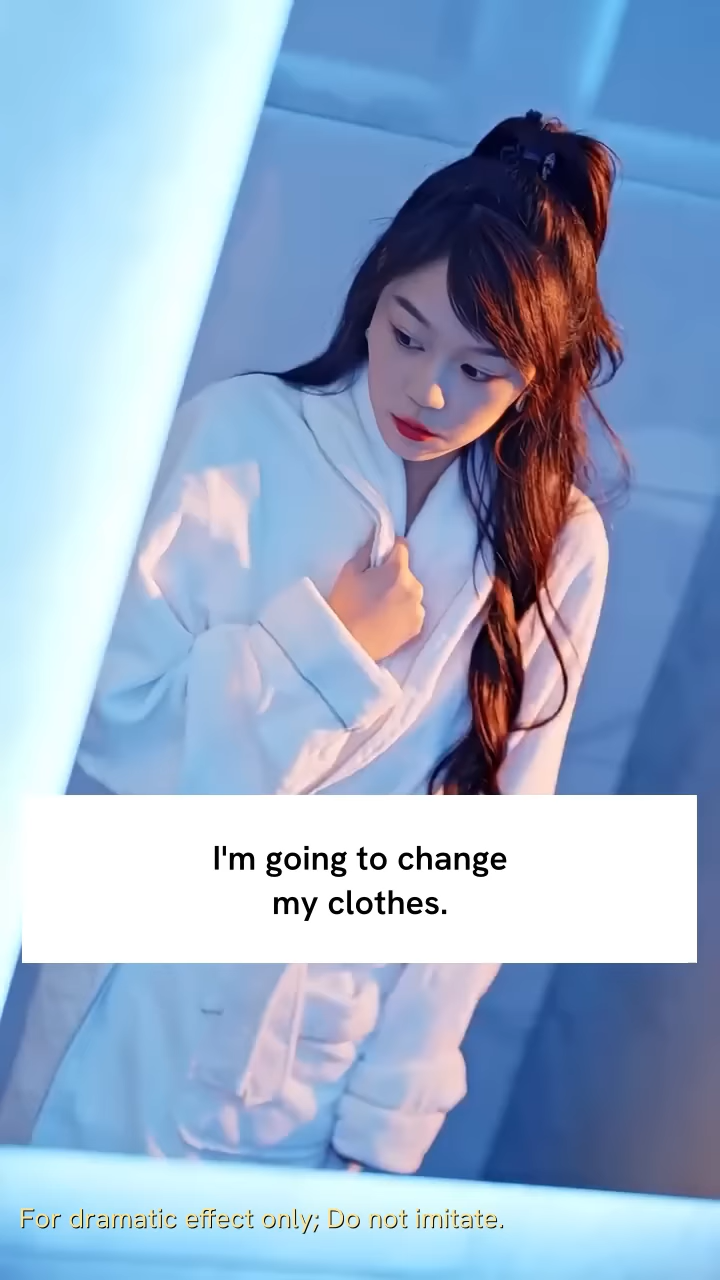 I'm going to change
my clothes.
For dramatic effect only; Do not imitate.